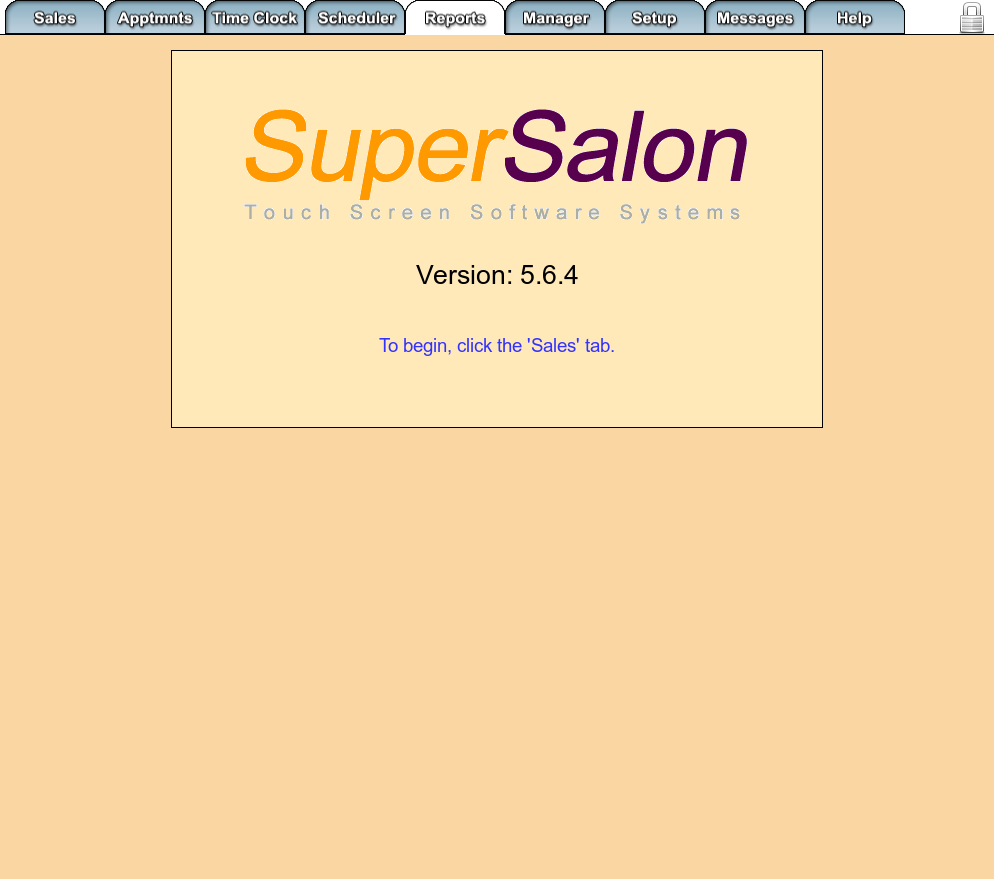 Sales Apptmnts Time Clock Scheduler Reports Manager Setup Messages Help
SuperSalon
Touch Screen Software Systems
Version: 5.6.4
To begin, click the 'Sales' tab.